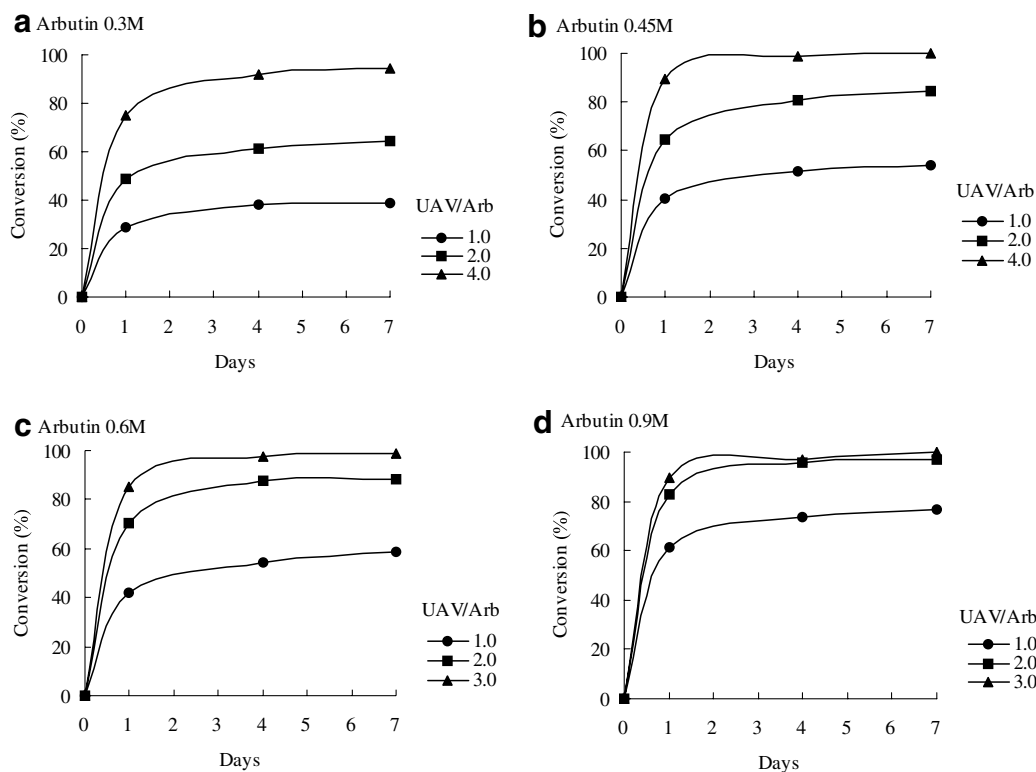 a Arbutin 0.3M
100
80
60
40
20
0
Conversion (%)
0 1 2 3 4 5 6 7
Days
UAV/Arb
1.0
2.0
4.0
b Arbutin 0.45M
100
80
60
40
20
0
Conversion (%)
0 1 2 3 4 5 6 7
Days
UAV/Arb
1.0
2.0
4.0
c Arbutin 0.6M
100
80
60
40
20
0
Conversion (%)
0 1 2 3 4 5 6 7
Days
UAV/Arb
1.0
2.0
3.0
d Arbutin 0.9M
100
80
60
40
20
0
Conversion (%)
0 1 2 3 4 5 6 7
Days
UAV/Arb
1.0
2.0
3.0